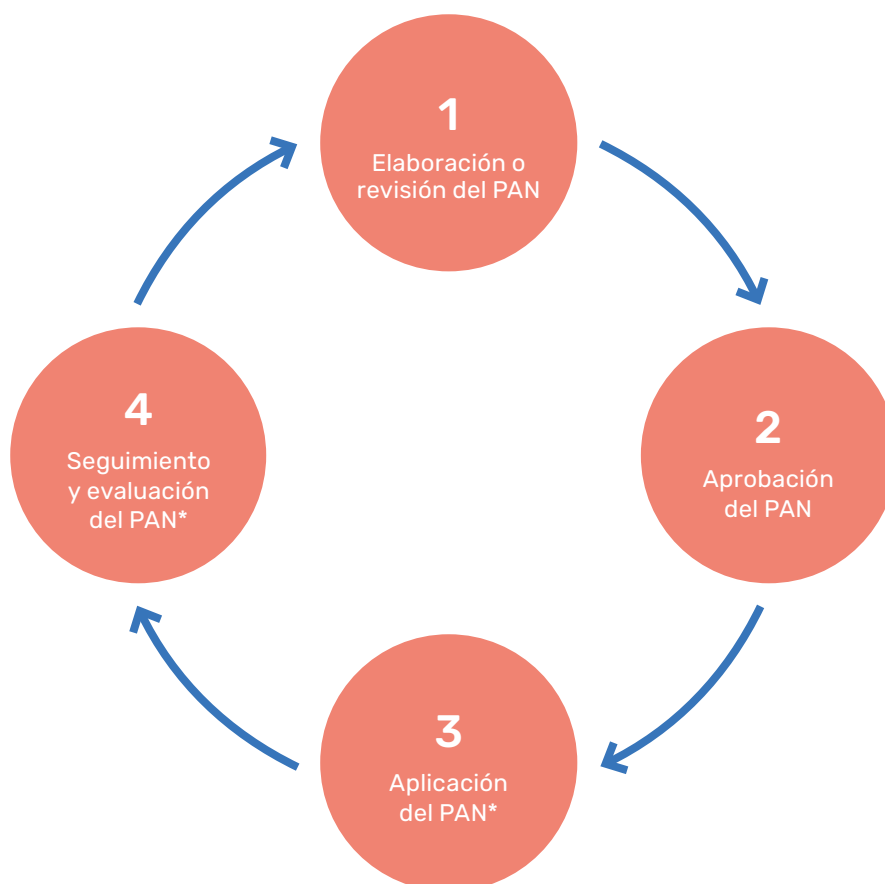 1
Elaboración o
revisión del PAN
2
Aprobación
del PAN
3
Aplicación
del PAN*
4
Seguimiento
y evaluación
del PAN*